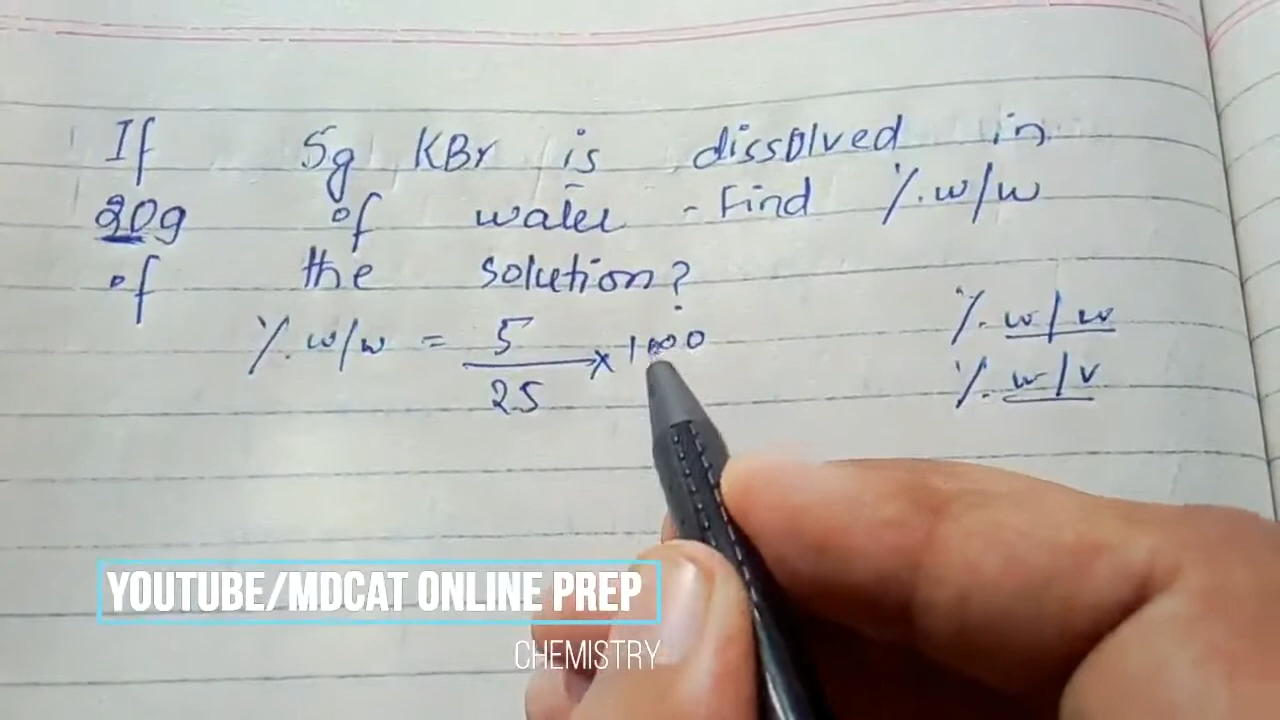 If 5g KBr is dissolved in
20g of water - Find %.w/w
of the solution?
%.w/w = 5/25 × 1000
%. w/w
%. w/v
YOUTUBE/MDCAT ONLINE PREP
CHEMISTRY